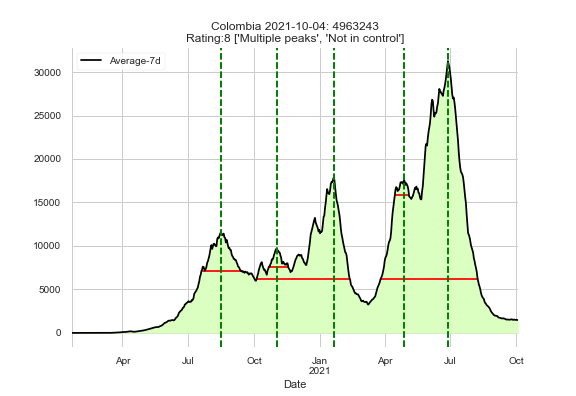 Colombia 2021-10-04: 4963243
Rating:8 ['Multiple peaks', 'Not in control']
Average-7d
30000
25000
20000
15000
10000
5000
0
Apr
Jul
Oct
Jan
2021
Apr
Jul
Oct
Date